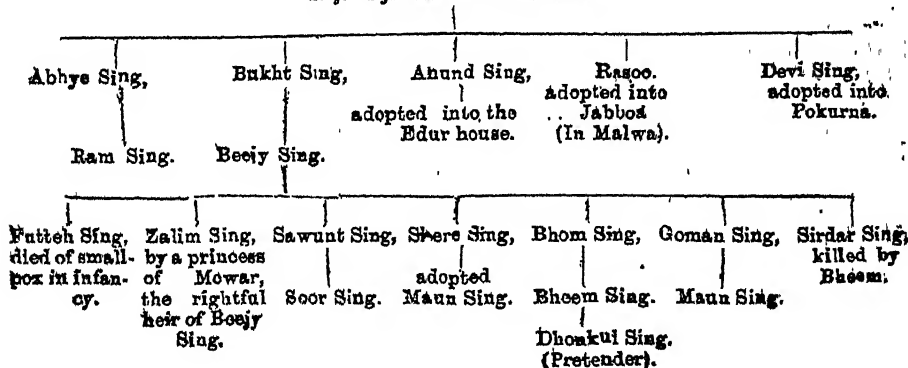 Abhye Sing,
Bukht Sing,
Anund Sing,
adopted into the
Edur house.
Rasoo.
adopted into
Jabboa
(In Malwa).
Devi Sing,
adopted into
Pokurna.
Ram Sing.
Beejy Sing.
Futteh Sing,
died of small-
pox in infan-
cy.
Zalim Sing,
by a princess
of Mewar,
the rightful
heir of Beejy
Sing.
Sawunt Sing,
Soor Sing.
Shere Sing,
adopted
Maun Sing.
Bhom Sing,
Bheem Sing.
Dhonkul Sing.
(Pretender).
Goman Sing,
Maun Sing.
Sirdar Sing,
killed by
Bheem.